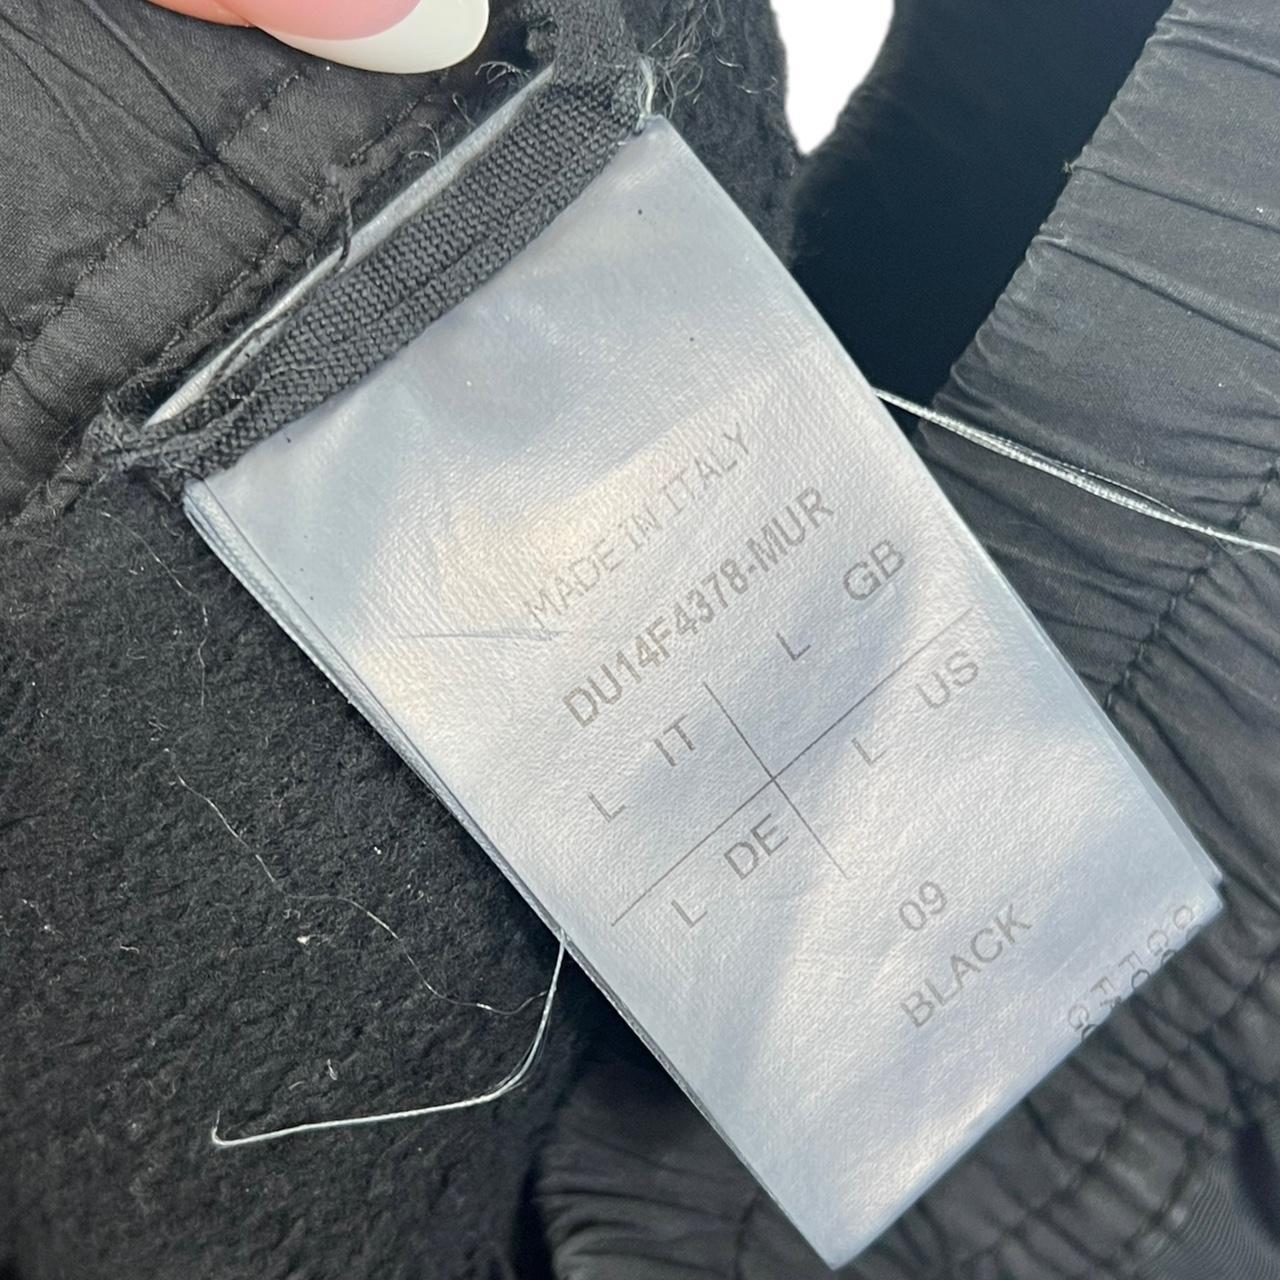 MADE IN ITALY
DU14F4378-MUR
L IT L GB
L DE L US
09
BLACK